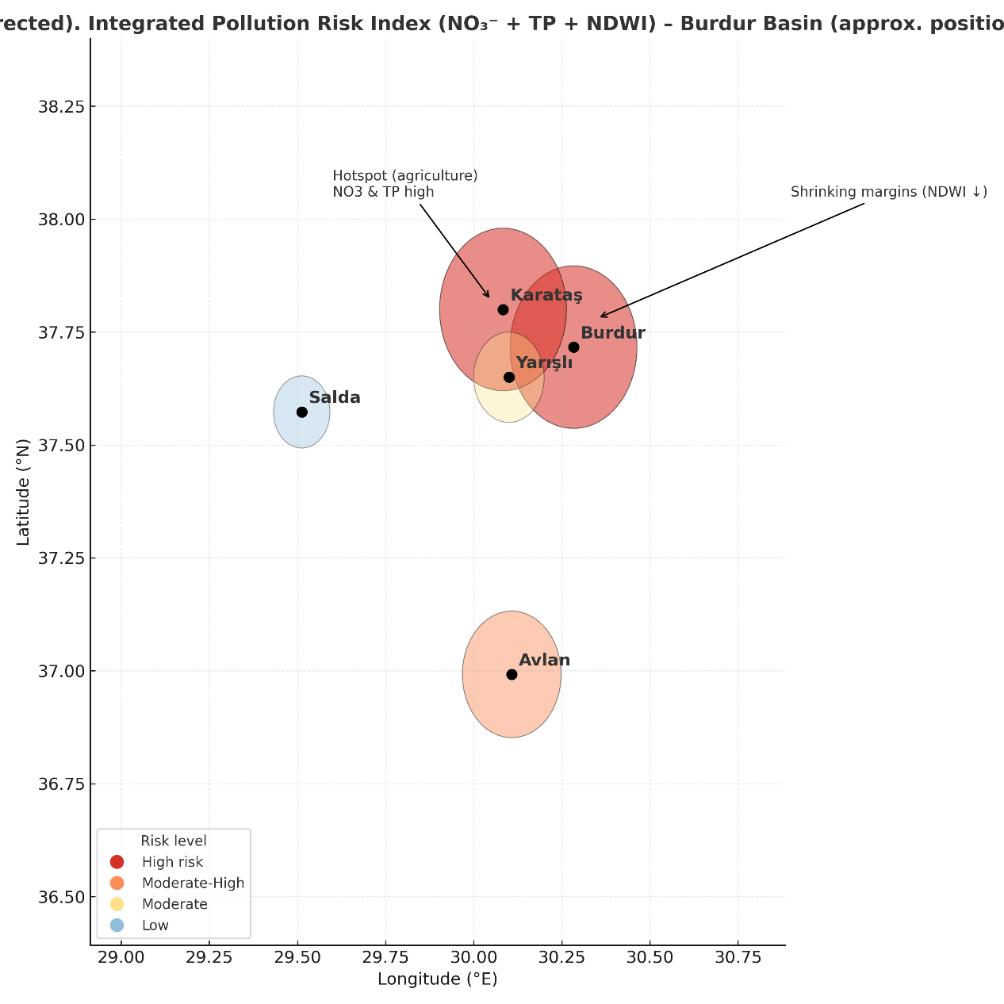 rected). Integrated Pollution Risk Index (NO₃⁻ + TP + NDWI) – Burdur Basin (approx. positio
38.25
38.00
37.75
37.50
37.25
37.00
36.75
36.50
Latitude (°N)
Hotspot (agriculture)
NO3 & TP high
Shrinking margins (NDWI ↓)
Karataş
Burdur
Yarışlı
Salda
Avlan
Risk level
High risk
Moderate-High
Moderate
Low
29.00 29.25 29.50 29.75 30.00 30.25 30.50 30.75
Longitude (°E)